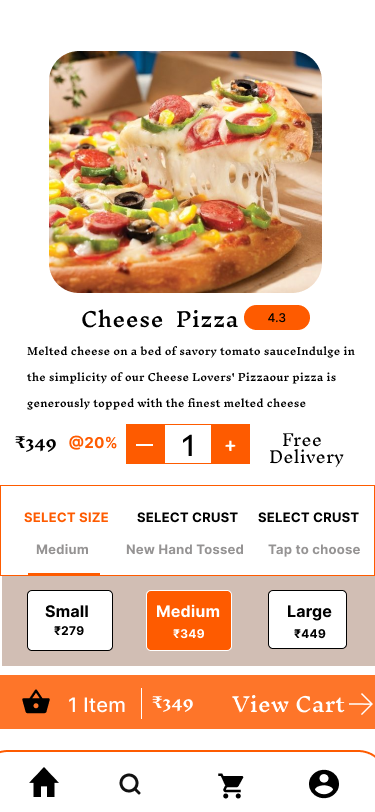 Cheese Pizza 4.3
Melted cheese on a bed of savory tomato sauceIndulge in
the simplicity of our Cheese Lovers' Pizzaour pizza is
generously topped with the finest melted cheese
₹349 @20% — 1 + Free
Delivery
SELECT SIZE SELECT CRUST SELECT CRUST
Medium New Hand Tossed Tap to choose
Small Medium Large
₹279 ₹349 ₹449
1 Item ₹349 View Cart